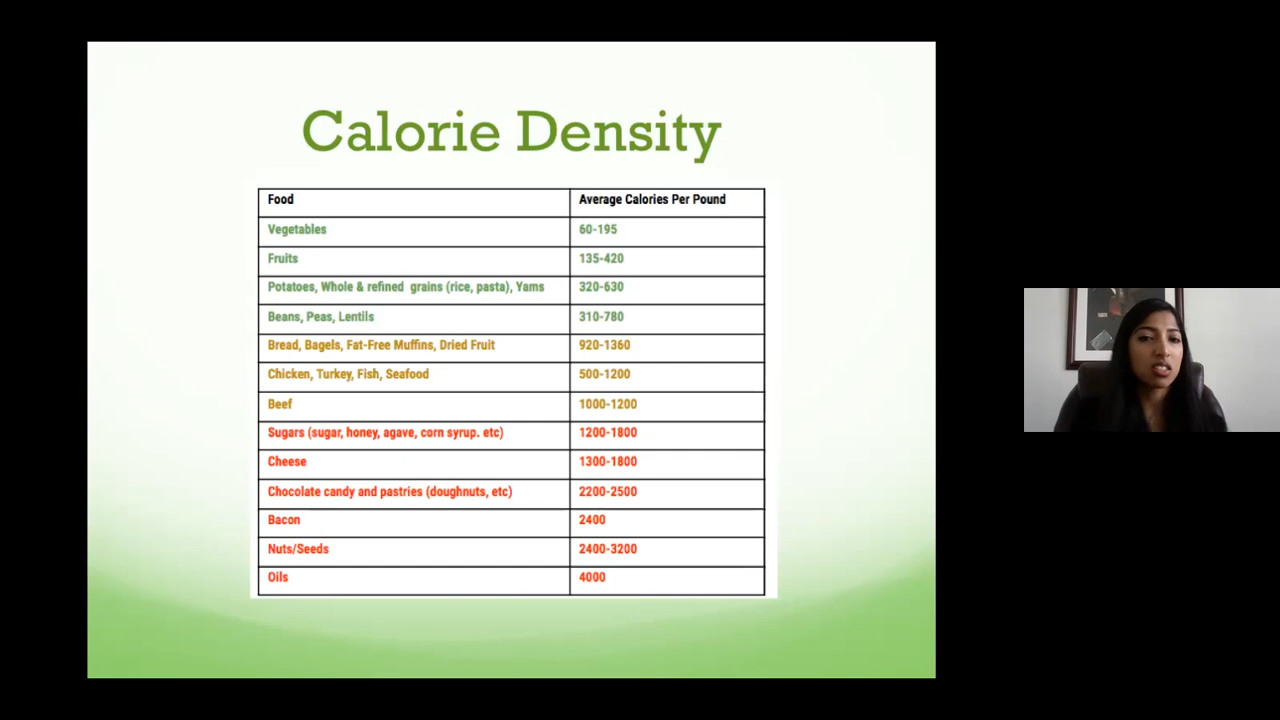 Calorie Density
Food Average Calories Per Pound
Vegetables 60-195
Fruits 135-420
Potatoes, Whole & refined grains (rice, pasta), Yams 320-630
Beans, Peas, Lentils 310-780
Bread, Bagels, Fat-Free Muffins, Dried Fruit 920-1360
Chicken, Turkey, Fish, Seafood 500-1200
Beef 1000-1200
Sugars (sugar, honey, agave, corn syrup. etc) 1200-1800
Cheese 1300-1800
Chocolate candy and pastries (doughnuts, etc) 2200-2500
Bacon 2400
Nuts/Seeds 2400-3200
Oils 4000